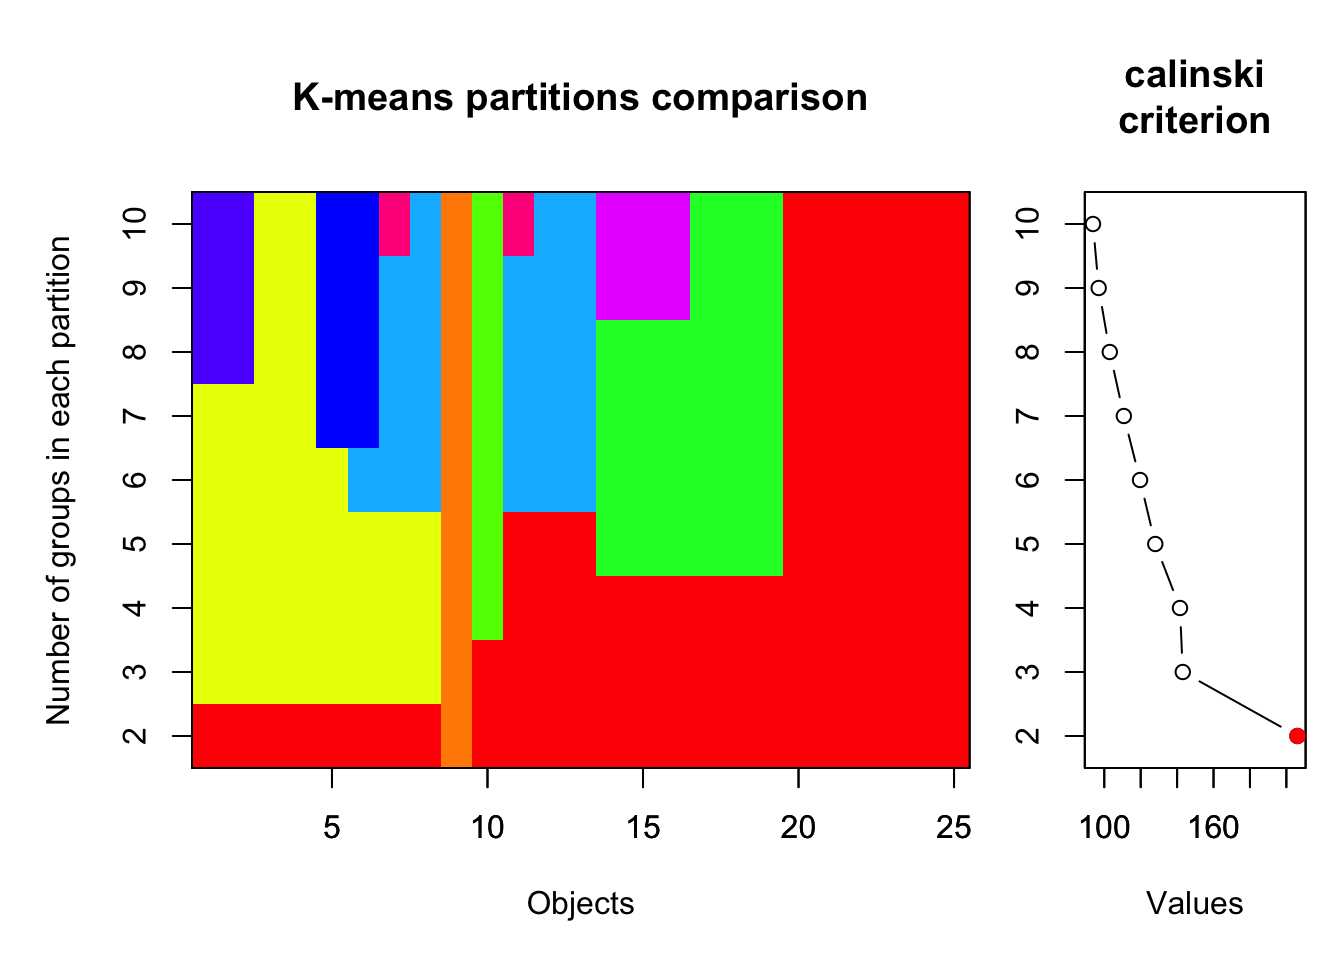 K-means partitions comparison
Number of groups in each partition
10
9
8
7
6
5
4
3
2
5 10 15 20 25
Objects
calinski
criterion
10
9
8
7
6
5
4
3
2
100 160
Values